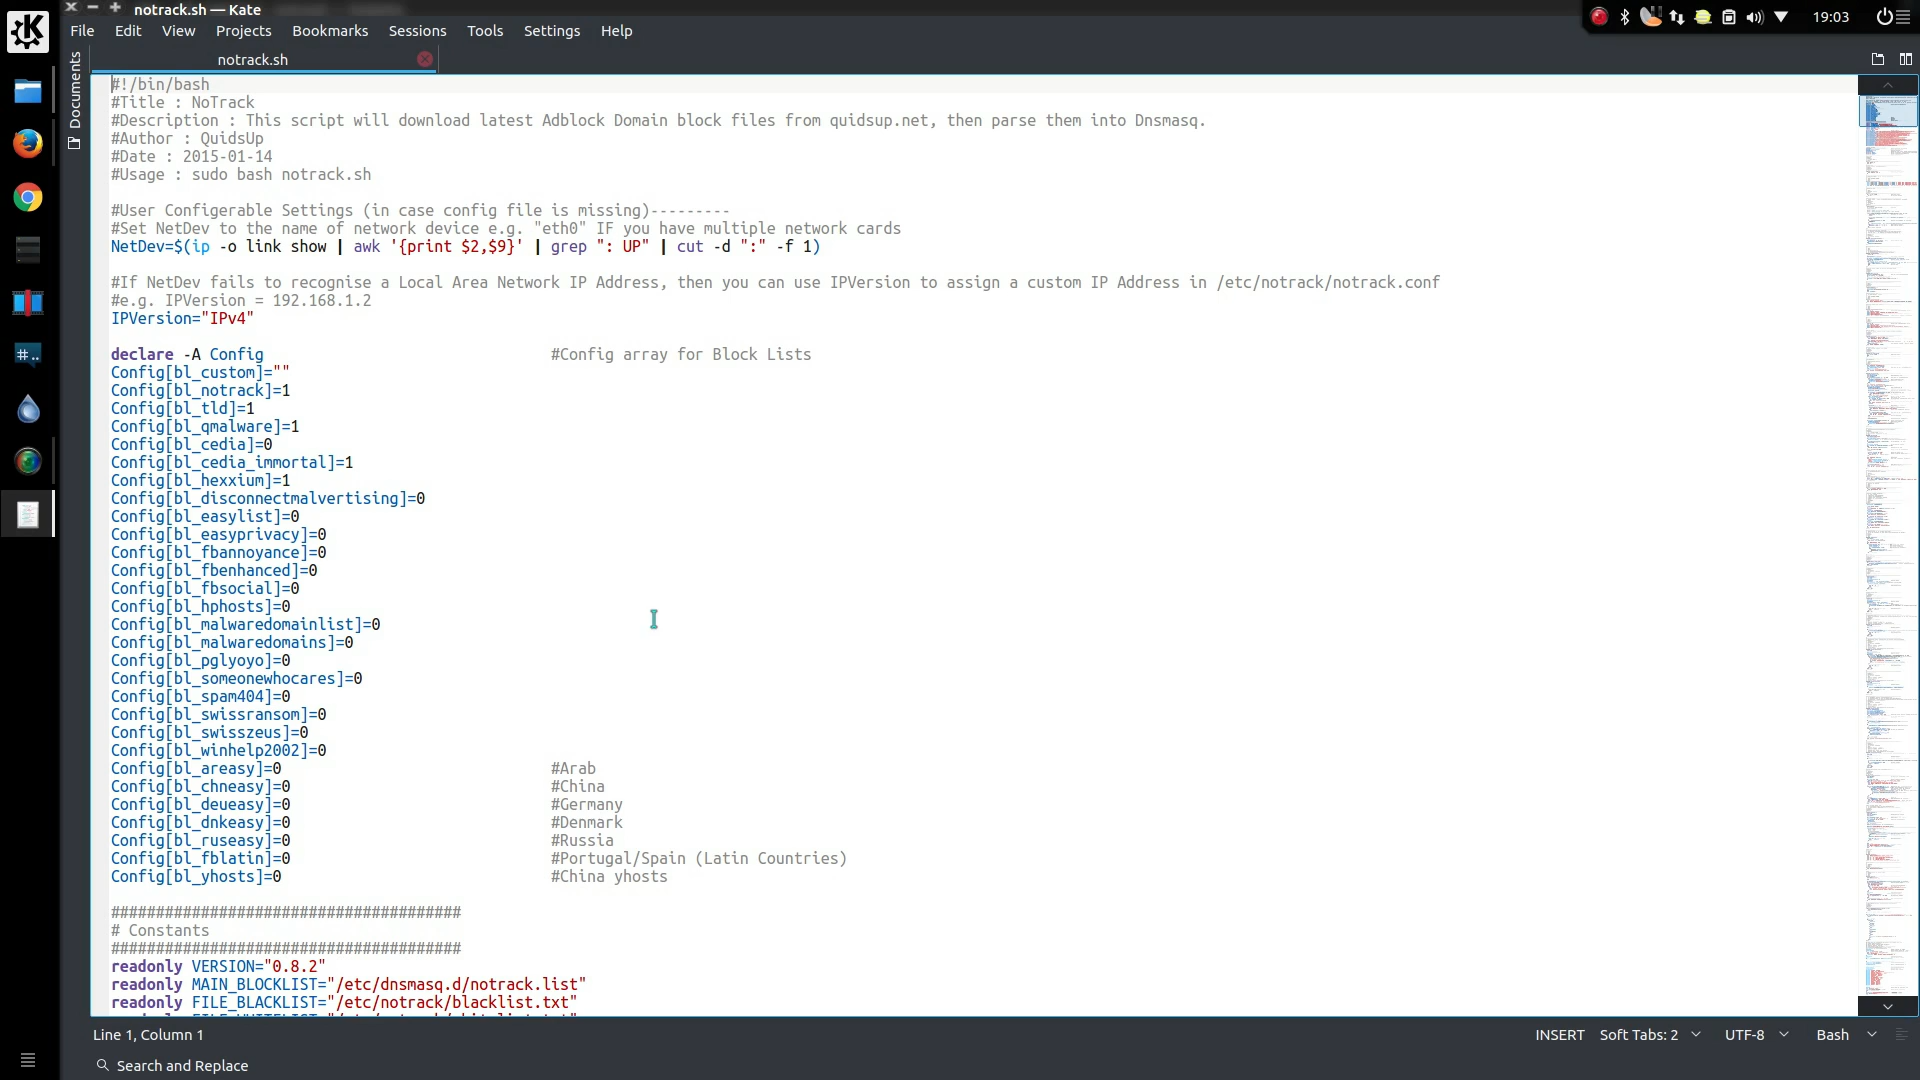 notrack.sh — Kate
19:03
File Edit View Projects Bookmarks Sessions Tools Settings Help
Documents
notrack.sh
#!/bin/bash
#Title : NoTrack
#Description : This script will download latest Adblock Domain block files from quidsup.net, then parse them into Dnsmasq.
#Author : QuidsUp
#Date : 2015-01-14
#Usage : sudo bash notrack.sh
#User Configerable Settings (in case config file is missing)---------
#Set NetDev to the name of network device e.g. "eth0" IF you have multiple network cards
NetDev=$(ip -o link show | awk '{print $2,$9}' | grep ": UP" | cut -d ":" -f 1)
#If NetDev fails to recognise a Local Area Network IP Address, then you can use IPVersion to assign a custom IP Address in /etc/notrack/notrack.conf
#e.g. IPVersion = 192.168.1.2
IPVersion="IPv4"
declare -A Config #Config array for Block Lists
Config[bl_custom]=""
Config[bl_notrack]=1
Config[bl_tld]=1
Config[bl_qmalware]=1
Config[bl_cedia]=0
Config[bl_cedia_immortal]=1
Config[bl_hexxium]=1
Config[bl_disconnectmalvertising]=0
Config[bl_easylist]=0
Config[bl_easyprivacy]=0
Config[bl_fbannoyance]=0
Config[bl_fbenhanced]=0
Config[bl_fbsocial]=0
Config[bl_hphosts]=0
Config[bl_malwaredomainlist]=0
Config[bl_malwaredomains]=0
Config[bl_pglyoyo]=0
Config[bl_someonewhocares]=0
Config[bl_spam404]=0
Config[bl_swissransom]=0
Config[bl_swisszeus]=0
Config[bl_winhelp2002]=0
Config[bl_areasy]=0 #Arab
Config[bl_chneasy]=0 #China
Config[bl_deueasy]=0 #Germany
Config[bl_dnkeasy]=0 #Denmark
Config[bl_ruseasy]=0 #Russia
Config[bl_fblatin]=0 #Portugal/Spain (Latin Countries)
Config[bl_yhosts]=0 #China yhosts
#######################################
# Constants
#######################################
readonly VERSION="0.8.2"
readonly MAIN_BLOCKLIST="/etc/dnsmasq.d/notrack.list"
readonly FILE_BLACKLIST="/etc/notrack/blacklist.txt"
Line 1, Column 1 INSERT Soft Tabs: 2 UTF-8 Bash
Search and Replace